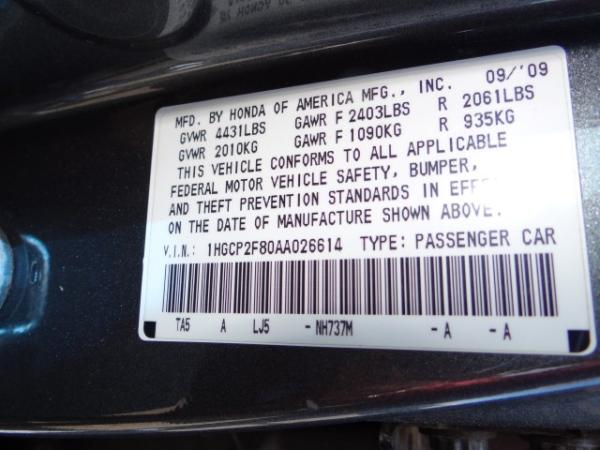 MFD. BY HONDA OF AMERICA MFG., INC. 09/'09
GVWR 4431LBS GAWR F 2403LBS R 2061LBS
GVWR 2010KG GAWR F 1090KG R 935KG
THIS VEHICLE CONFORMS TO ALL APPLICABLE
FEDERAL MOTOR VEHICLE SAFETY, BUMPER,
AND THEFT PREVENTION STANDARDS IN EFFECT
ON THE DATE OF MANUFACTURE SHOWN ABOVE.
V.I.N.: 1HGCP2F80AA026614 TYPE: PASSENGER CAR
TA5 A LJ5 -NH737M -A -A